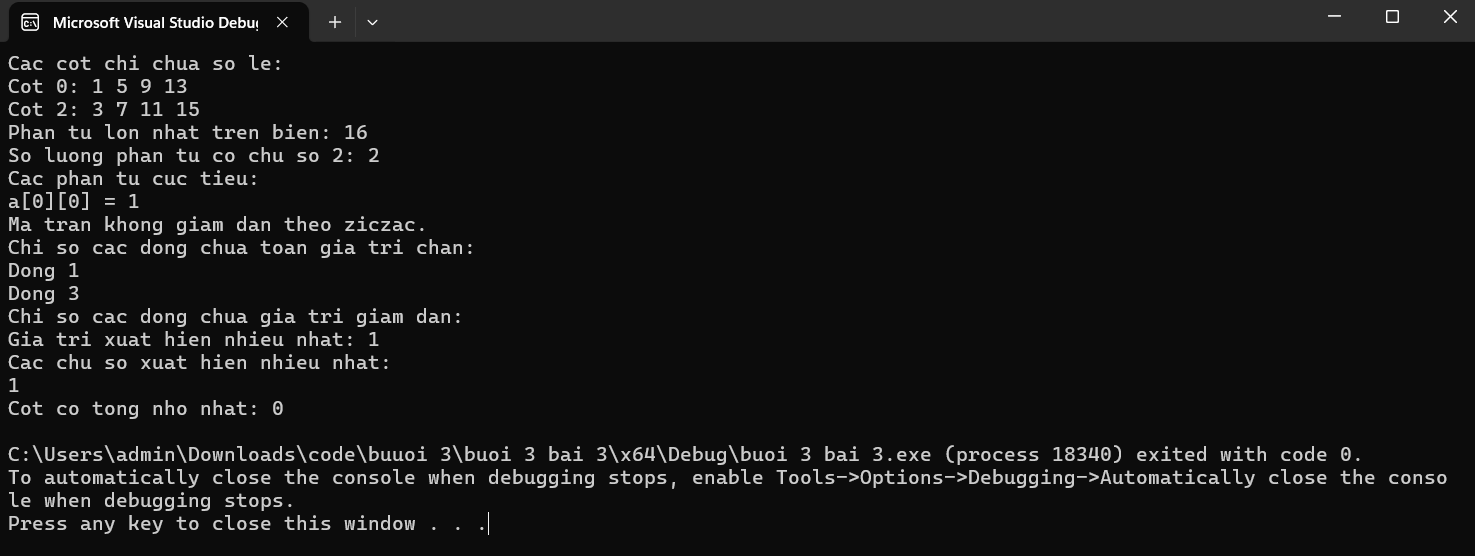 Microsoft Visual Studio Debug
Cac cot chi chua so le:
Cot 0: 1 5 9 13
Cot 2: 3 7 11 15
Phan tu lon nhat tren bien: 16
So luong phan tu co chu so 2: 2
Cac phan tu cuc tieu:
a[0][0] = 1
Ma tran khong giam dan theo ziczac.
Chi so cac dong chua toan gia tri chan:
Dong 1
Dong 3
Chi so cac dong chua gia tri giam dan:
Gia tri xuat hien nhieu nhat: 1
Cac chu so xuat hien nhieu nhat:
1
Cot co tong nho nhat: 0
C:\Users\admin\Downloads\code\buuoi 3\buoi 3 bai 3\x64\Debug\buoi 3 bai 3.exe (process 18340) exited with code 0.
To automatically close the console when debugging stops, enable Tools->Options->Debugging->Automatically close the conso
le when debugging stops.
Press any key to close this window . . .